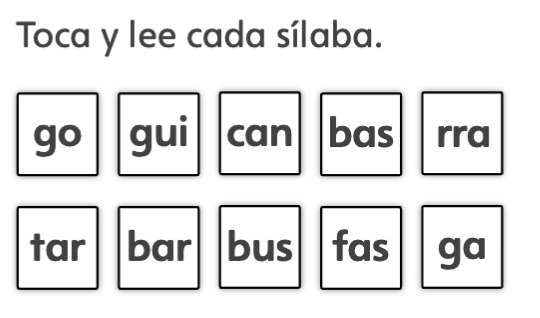 Toca y lee cada sílaba.
go gui can bas rra
tar bar bus fas ga